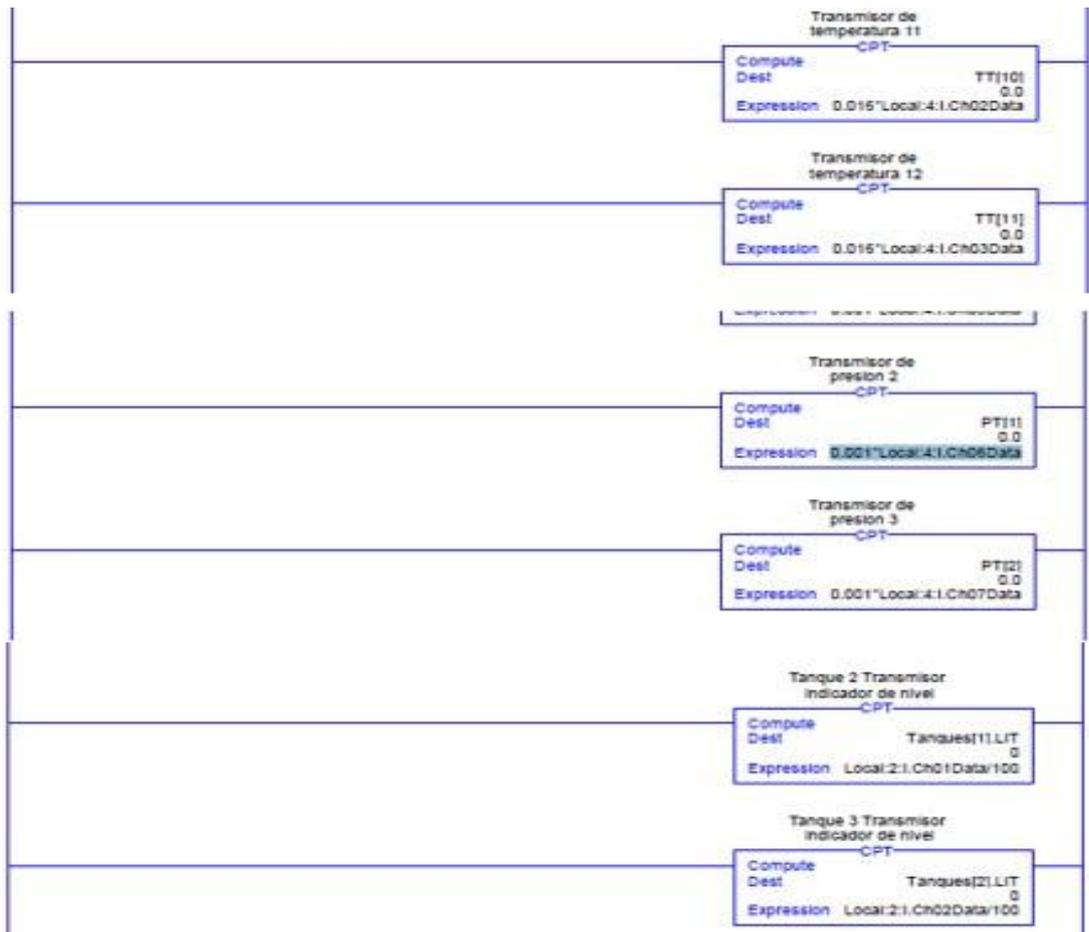 Transmisor de
temperatura 11
CPT
Compute
Dest TT[10]
0.0
Expression 0.016*Local:4:I.Ch02Data
Transmisor de
temperatura 12
CPT
Compute
Dest TT[11]
0.0
Expression 0.016*Local:4:I.Ch03Data
Expression
Transmisor de
presion 2
CPT
Compute
Dest PT[1]
0.0
Expression 0.001*Local:4:I.Ch06Data
Transmisor de
presion 3
CPT
Compute
Dest PT[2]
0.0
Expression 0.001*Local:4:I.Ch07Data
Tanque 2 Transmisor
indicador de nivel
CPT
Compute
Dest Tanques[1].LIT
0
Expression Local:2:I.Ch01Data/100
Tanque 3 Transmisor
indicador de nivel
CPT
Compute
Dest Tanques[2].LIT
0
Expression Local:2:I.Ch02Data/100